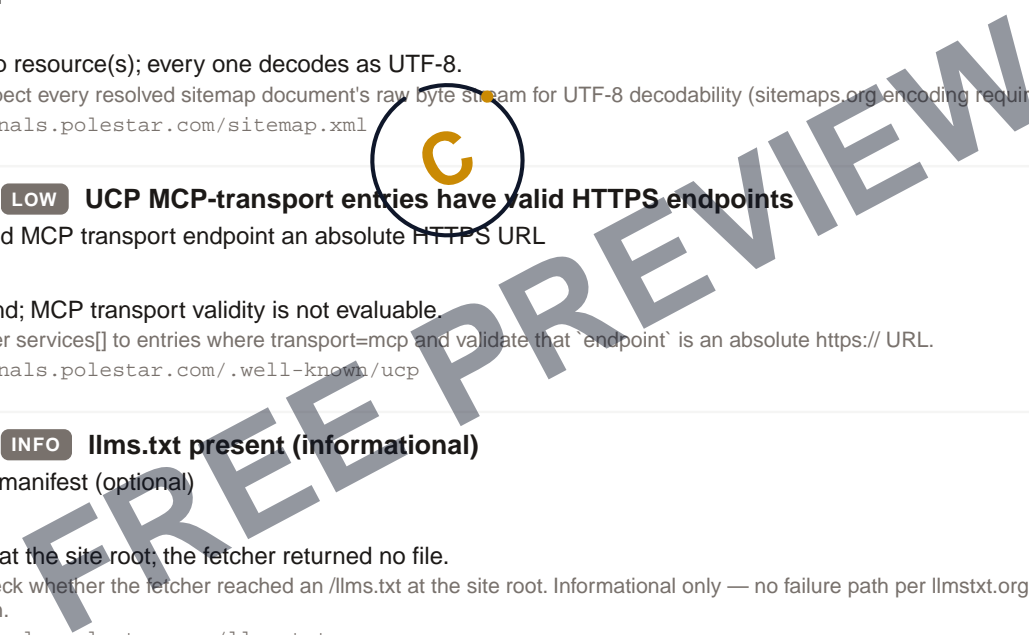 o resource(s); every one decodes as UTF-8.
pect every resolved sitemap document's raw byte stream for UTF-8 decodability (sitemaps.org encoding requir
nals.polestar.com/sitemap.xml
C
LOW UCP MCP-transport entries have valid HTTPS endpoints
d MCP transport endpoint an absolute HTTPS URL
nd; MCP transport validity is not evaluable.
er services[] to entries where transport=mcp and validate that `endpoint` is an absolute https:// URL.
nals.polestar.com/.well-known/ucp
INFO llms.txt present (informational)
manifest (optional)
at the site root; the fetcher returned no file.
eck whether the fetcher reached an /llms.txt at the site root. Informational only — no failure path per llmstxt.org
n.
FREE PREVIEW